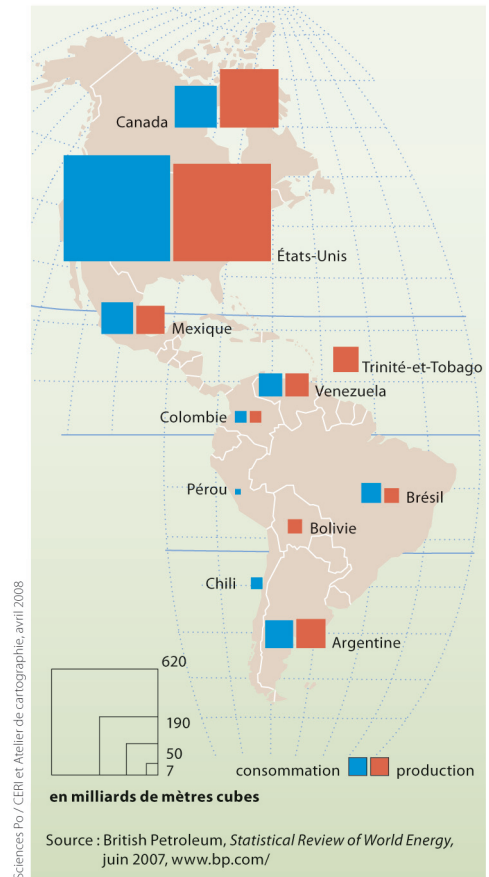 Canada
États-Unis
Mexique
Trinité-et-Tobago
Venezuela
Colombie
Pérou
Brésil
Bolivie
Chili
Argentine
620
190
50
7
consommation production
en milliards de mètres cubes
Source : British Petroleum, Statistical Review of World Energy,
juin 2007, www.bp.com/
Sciences Po / CERI et Atelier de cartographie, avril 2008